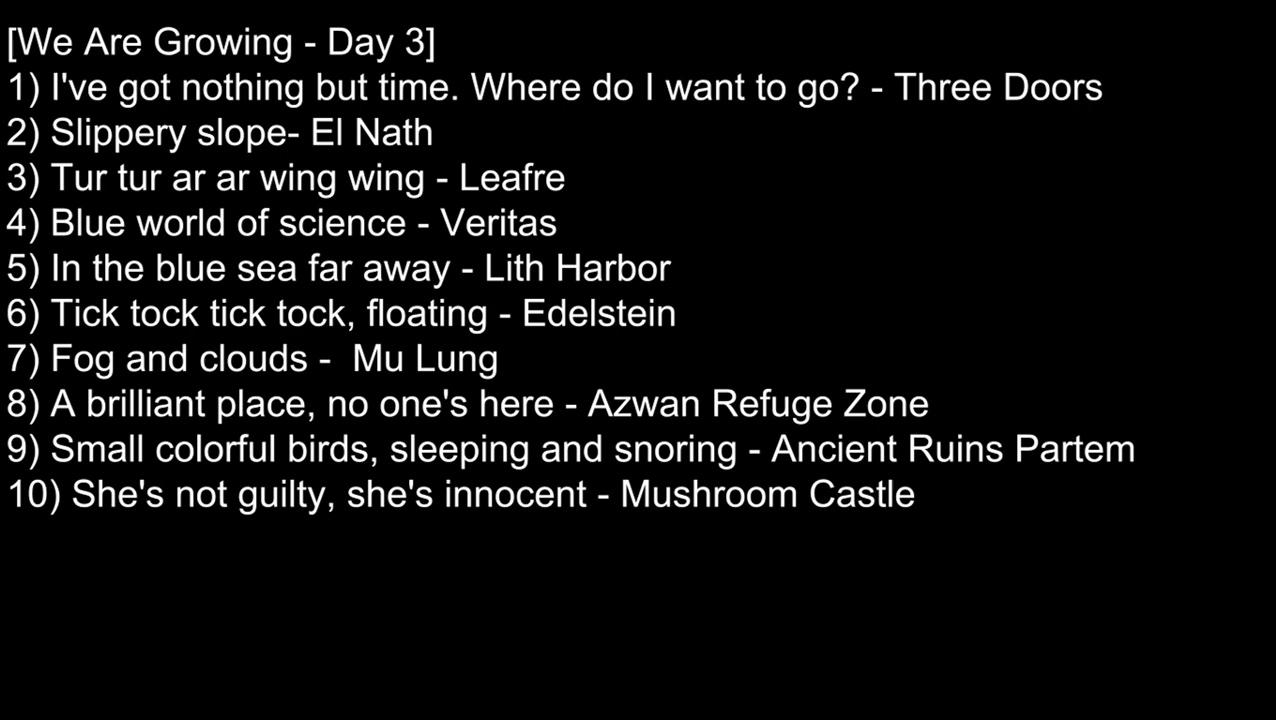 [We Are Growing - Day 3]
1) I've got nothing but time. Where do I want to go? - Three Doors
2) Slippery slope- El Nath
3) Tur tur ar ar wing wing - Leafre
4) Blue world of science - Veritas
5) In the blue sea far away - Lith Harbor
6) Tick tock tick tock, floating - Edelstein
7) Fog and clouds -  Mu Lung
8) A brilliant place, no one's here - Azwan Refuge Zone
9) Small colorful birds, sleeping and snoring - Ancient Ruins Partem
10) She's not guilty, she's innocent - Mushroom Castle